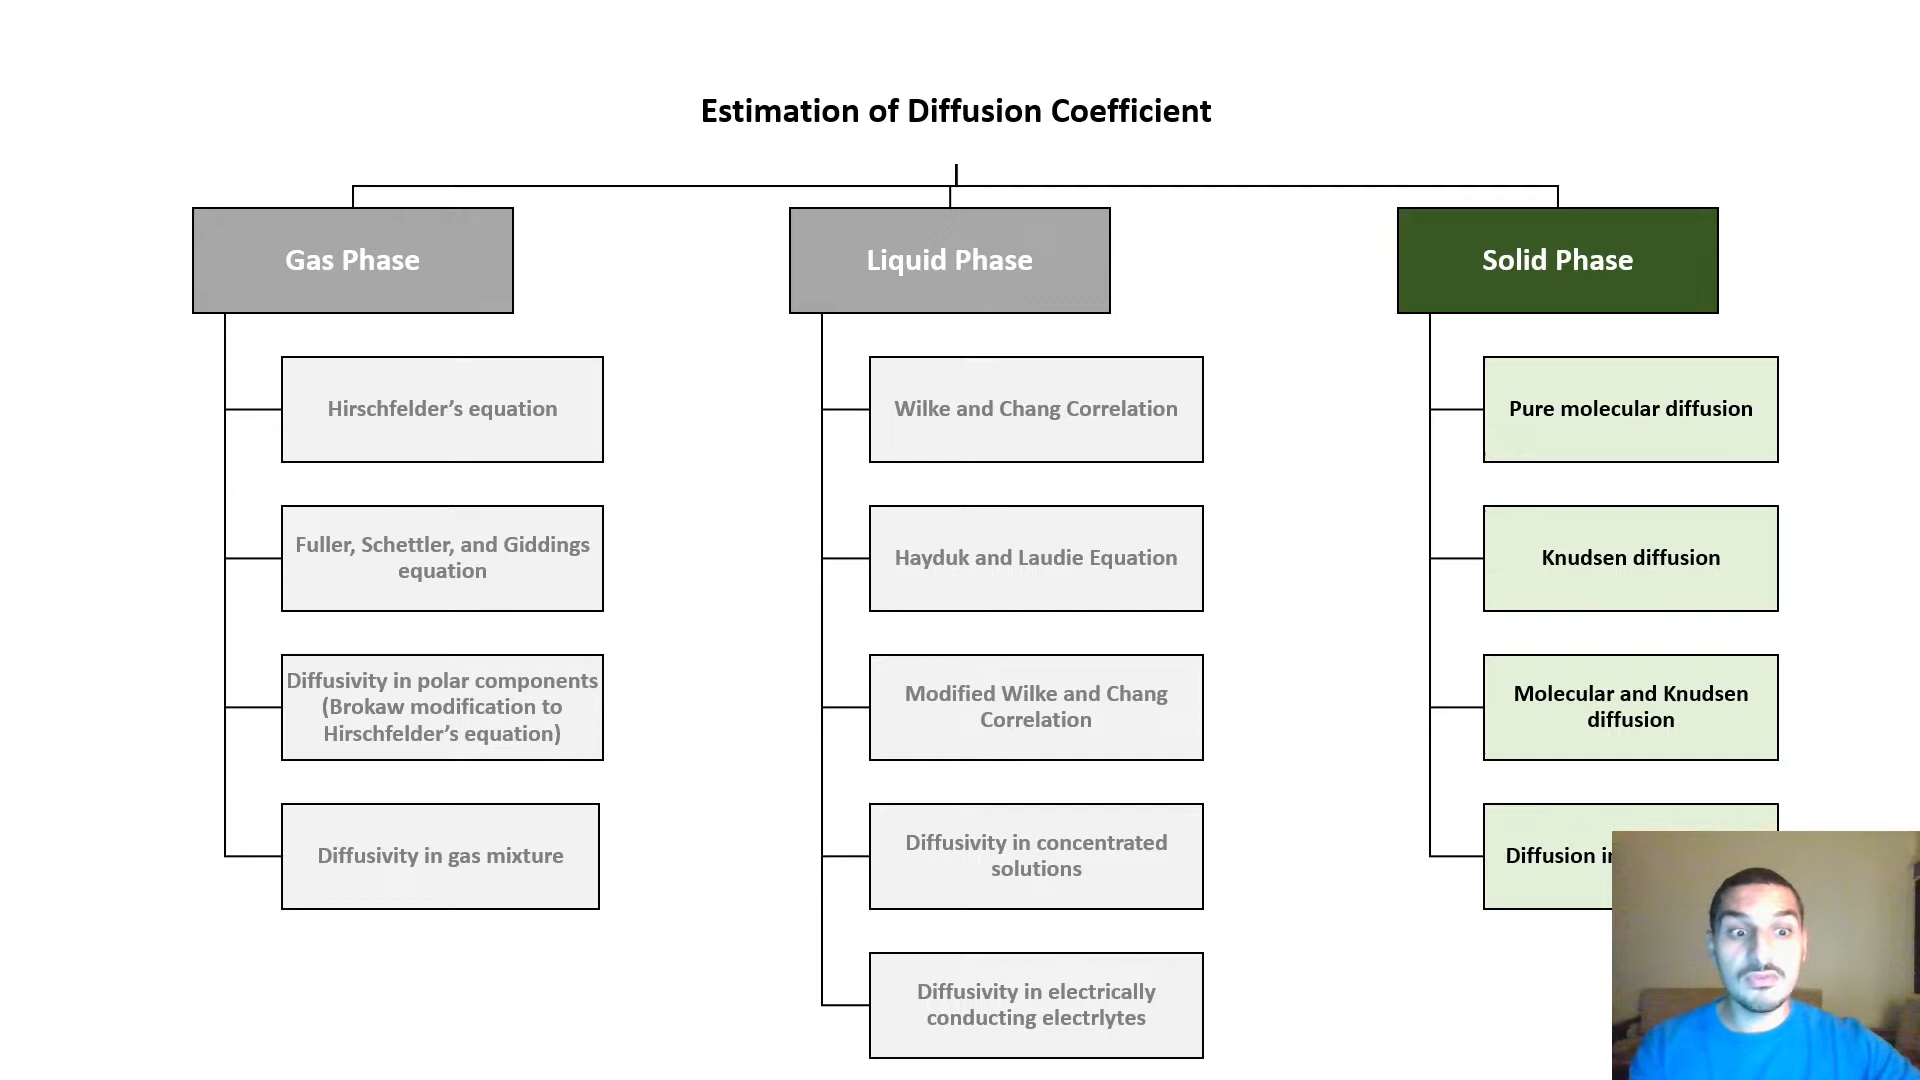 Estimation of Diffusion Coefficient
Gas Phase
Hirschfelder’s equation
Fuller, Schettler, and Giddings
equation
Diffusivity in polar components
(Brokaw modification to
Hirschfelder’s equation)
Diffusivity in gas mixture
Liquid Phase
Wilke and Chang Correlation
Hayduk and Laudie Equation
Modified Wilke and Chang
Correlation
Diffusivity in concentrated
solutions
Diffusivity in electrically
conducting electrlytes
Solid Phase
Pure molecular diffusion
Knudsen diffusion
Molecular and Knudsen
diffusion
Diffusion